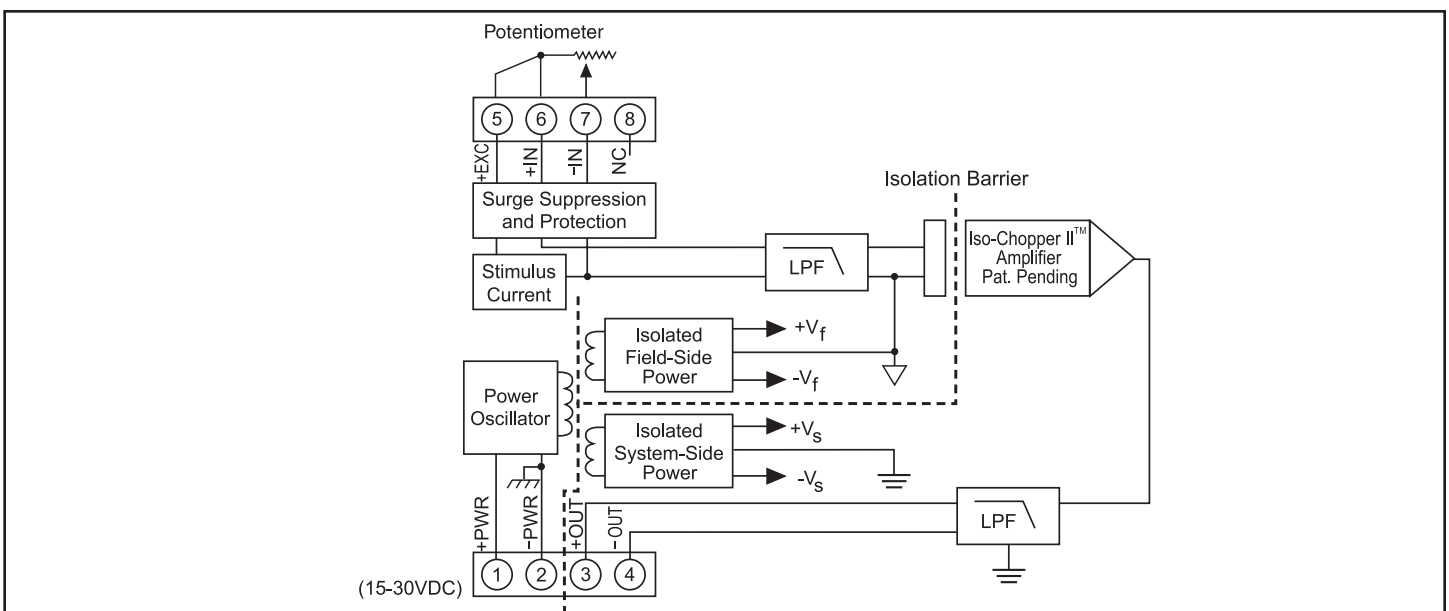 Potentiometer
5 6 7 8
+EXC
+IN
-IN
NC
Isolation Barrier
Surge Suppression
and Protection
Iso-Chopper II™
Amplifier
Pat. Pending
LPF
Stimulus
Current
Isolated
Field-Side
Power
+Vf
-Vf
Power
Oscillator
Isolated
System-Side
Power
+Vs
-Vs
LPF
+PWR
-PWR
+OUT
-OUT
(15-30VDC)
1 2 3 4